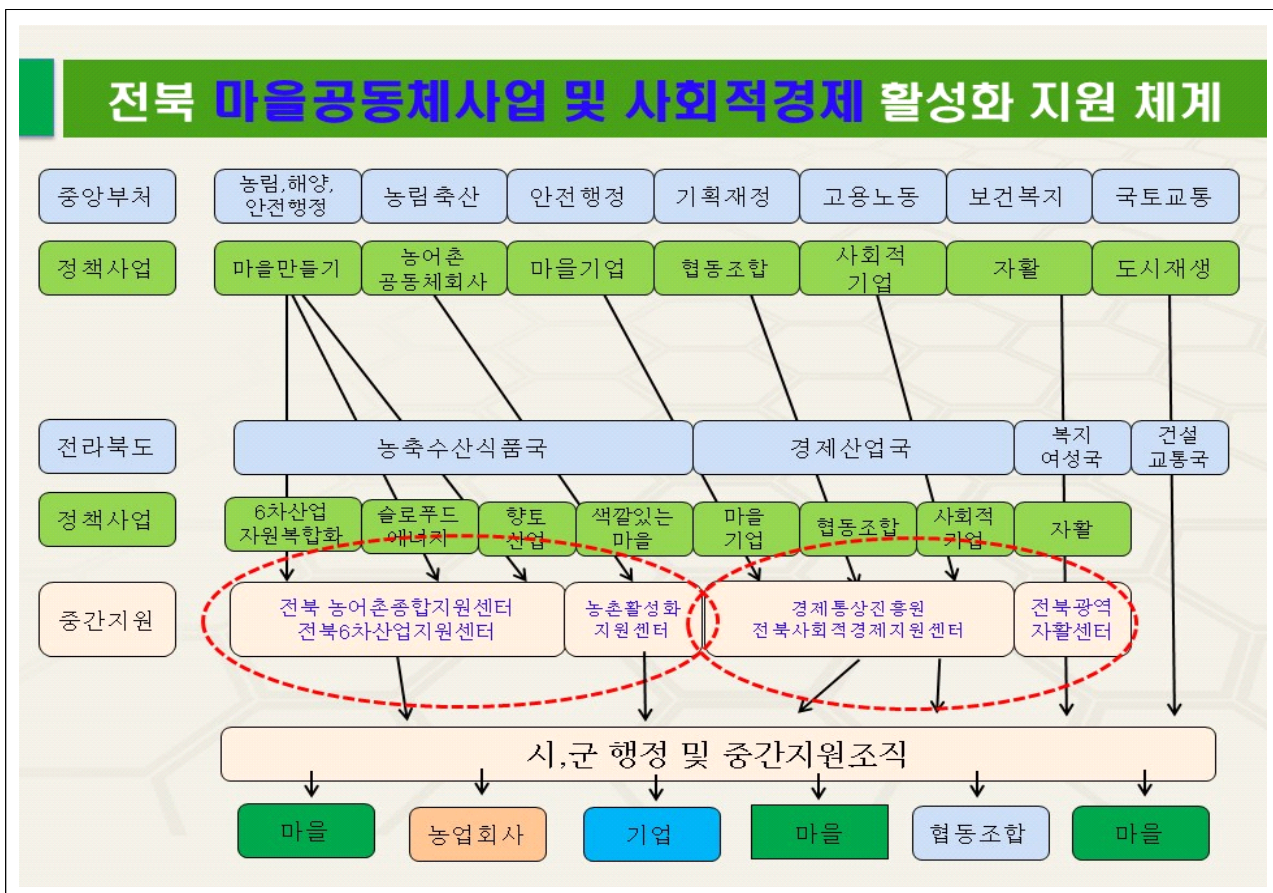 전북 마을공동체사업 및 사회적경제 활성화 지원 체계
중앙부처
농림,해양,
안전행정
농림축산
안전행정
기획재정
고용노동
보건복지
국토교통
정책사업
마을만들기
농어촌
공동체회사
마을기업
협동조합
사회적
기업
자활
도시재생
전라북도
농축수산식품국
경제산업국
복지
여성국
건설
교통국
정책사업
6차산업
자원복합화
슬로푸드
에너지
향토
산업
색깔있는
마을
마을
기업
협동조합
사회적
기업
자활
중간지원
전북 농어촌종합지원센터
전북6차산업지원센터
농촌활성화
지원센터
경제통상진흥원
전북사회적경제지원센터
전북광역
자활센터
시,군 행정 및 중간지원조직
마을
농업회사
기업
마을
협동조합
마을